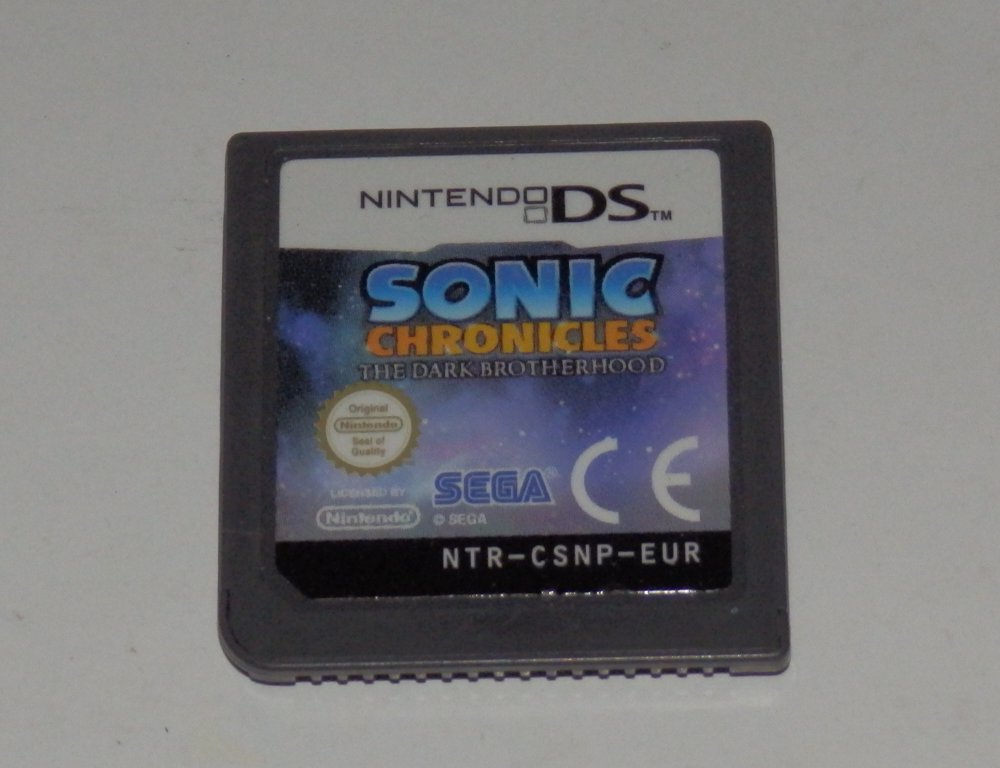 NINTENDO DS™
SONIC
CHRONICLES™
THE DARK BROTHERHOOD
Original
Nintendo
Seal of
Quality
LICENSED BY
Nintendo®
SEGA®
© SEGA
CE
NTR-CSNP-EUR